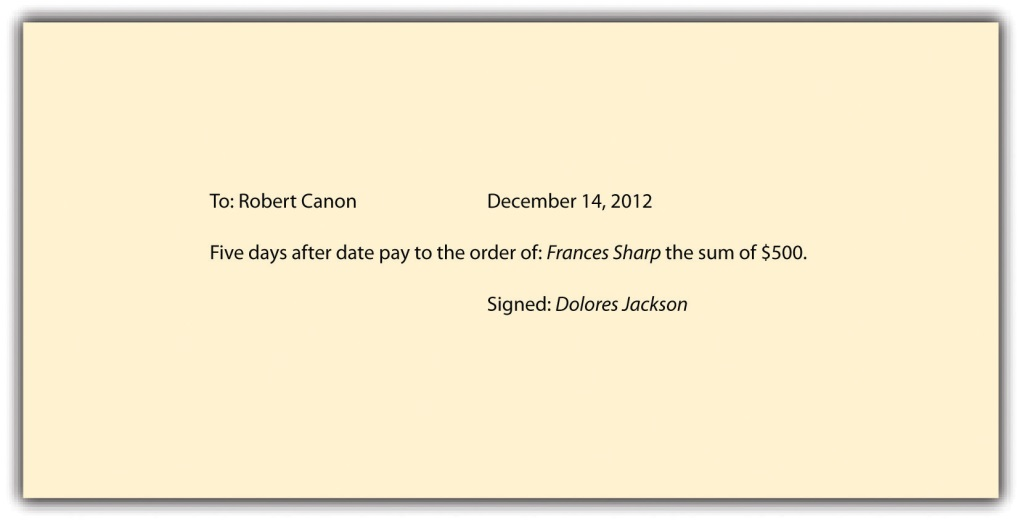 To: Robert Canon December 14, 2012
Five days after date pay to the order of: Frances Sharp the sum of $500.
Signed: Dolores Jackson